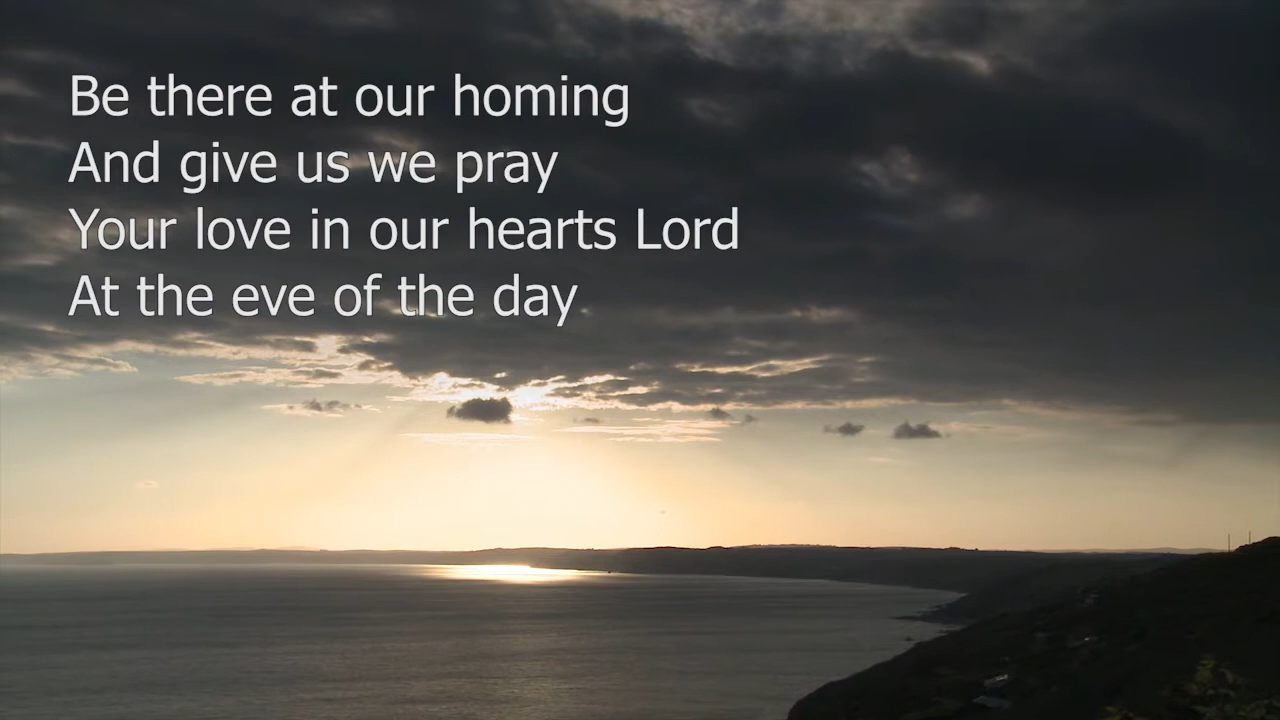 Be there at our homing
And give us we pray
Your love in our hearts Lord
At the eve of the day